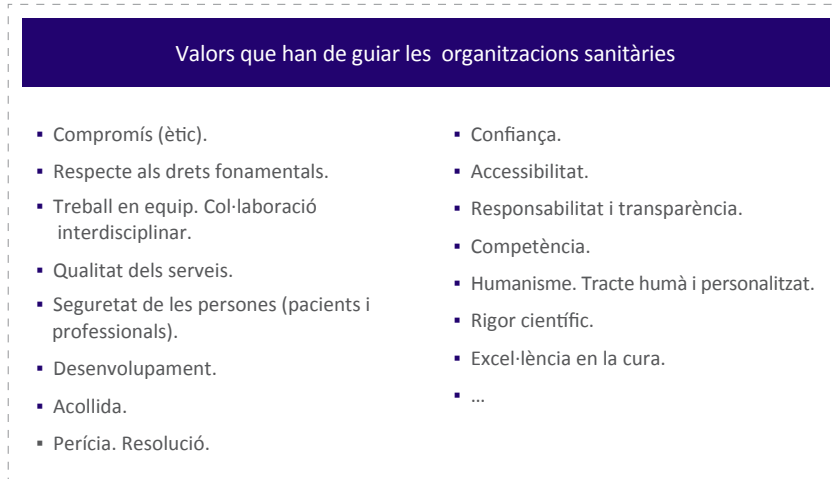 Valors que han de guiar les organitzacions sanitàries
▪ Compromís (ètic).
▪ Respecte als drets fonamentals.
▪ Treball en equip. Col·laboració
interdisciplinar.
▪ Qualitat dels serveis.
▪ Seguretat de les persones (pacients i
professionals).
▪ Desenvolupament.
▪ Acollida.
▪ Perícia. Resolució.
▪ Confiança.
▪ Accessibilitat.
▪ Responsabilitat i transparència.
▪ Competència.
▪ Humanisme. Tracte humà i personalitzat.
▪ Rigor científic.
▪ Excel·lència en la cura.
▪ ...